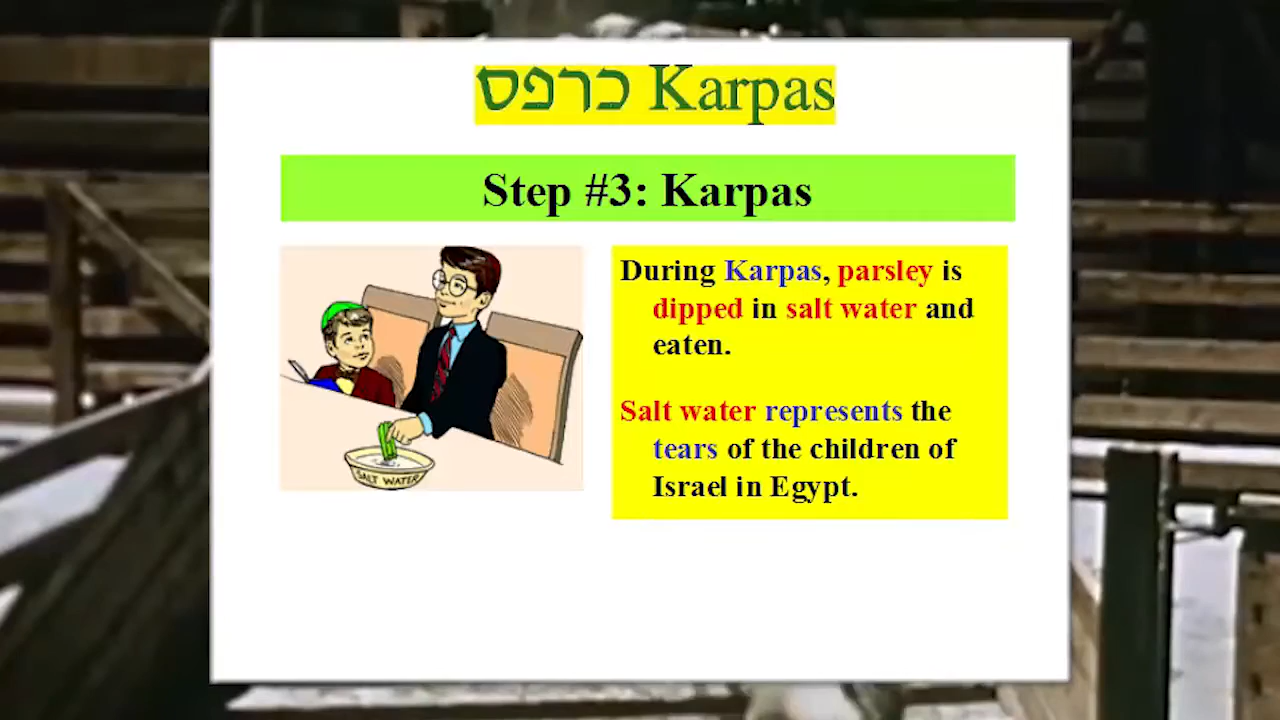 כרפס Karpas
Step #3: Karpas
During Karpas, parsley is
dipped in salt water and
eaten.
Salt water represents the
tears of the children of
Israel in Egypt.
SALT WATER